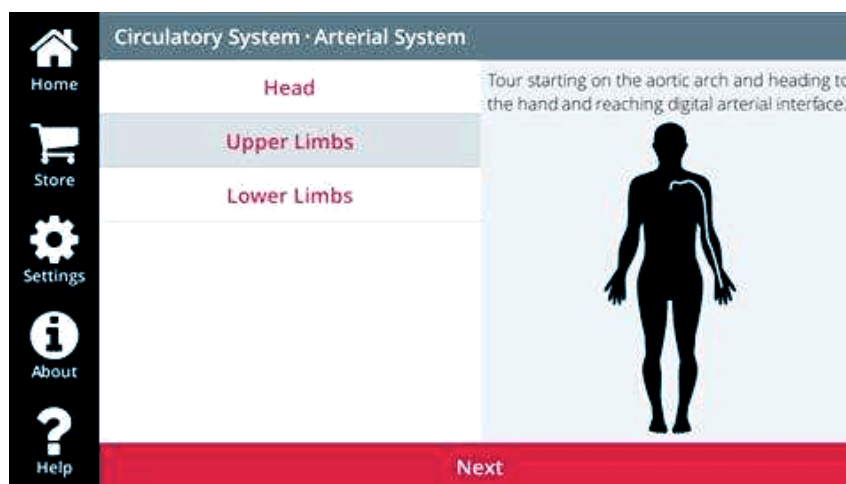 Circulatory System · Arterial System
Home
Store
Settings
About
Help
Head
Upper Limbs
Lower Limbs
Tour starting on the aortic arch and heading to
the hand and reaching digital arterial interface.
Next